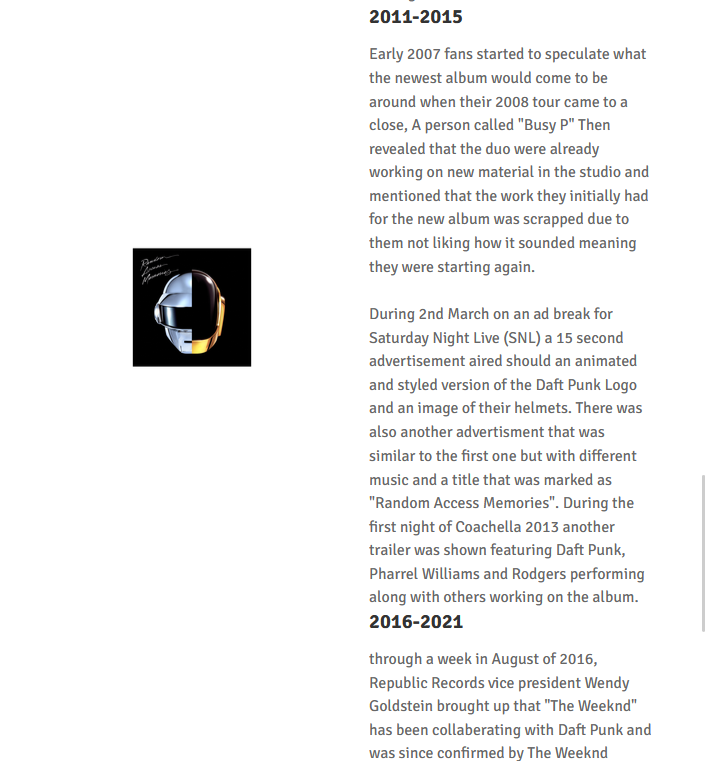 2011-2015
Early 2007 fans started to speculate what
the newest album would come to be
around when their 2008 tour came to a
close, A person called "Busy P" Then
revealed that the duo were already
working on new material in the studio and
mentioned that the work they initially had
for the new album was scrapped due to
them not liking how it sounded meaning
they were starting again.
Random
Access
Memories
During 2nd March on an ad break for
Saturday Night Live (SNL) a 15 second
advertisement aired should an animated
and styled version of the Daft Punk Logo
and an image of their helmets. There was
also another advertisment that was
similar to the first one but with different
music and a title that was marked as
"Random Access Memories". During the
first night of Coachella 2013 another
trailer was shown featuring Daft Punk,
Pharrel Williams and Rodgers performing
along with others working on the album.
2016-2021
through a week in August of 2016,
Republic Records vice president Wendy
Goldstein brought up that "The Weeknd"
has been collaberating with Daft Punk and
was since confirmed by The Weeknd